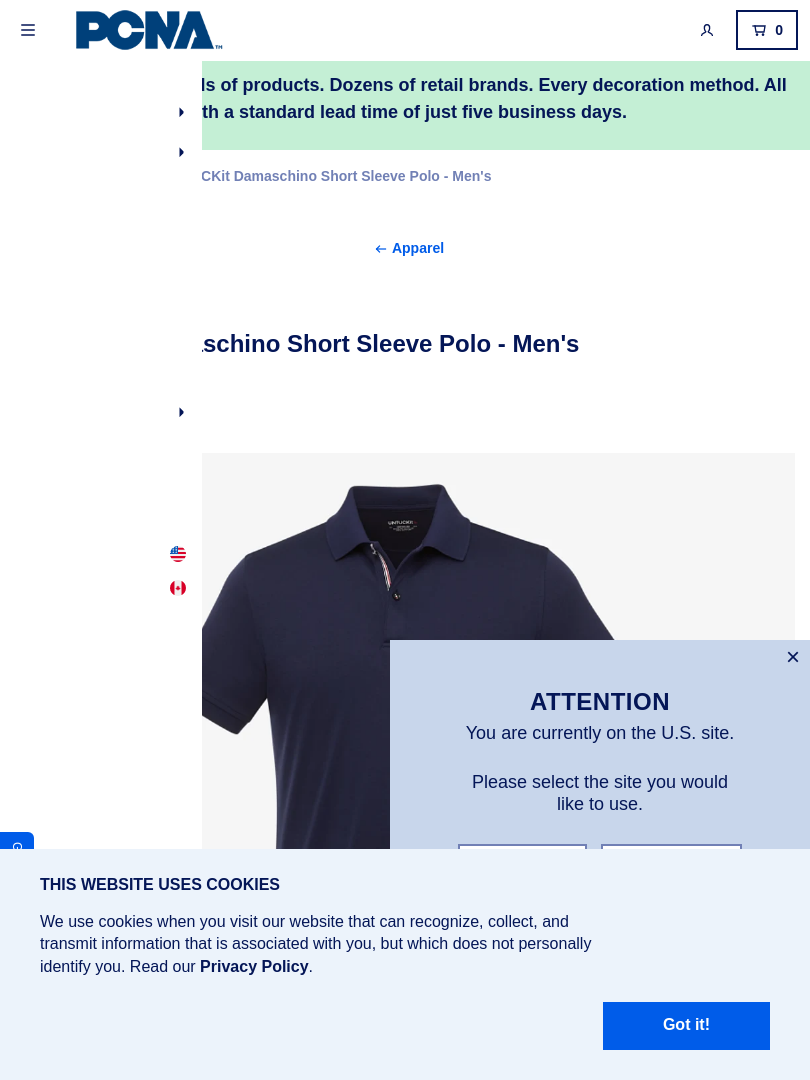 PCNA
TM
0
ls of products. Dozens of retail brands. Every decoration method. All
th a standard lead time of just five business days.
CKit Damaschino Short Sleeve Polo - Men's
Apparel
schino Short Sleeve Polo - Men's
UNTUCKit
×
ATTENTION
You are currently on the U.S. site.
Please select the site you would
like to use.
THIS WEBSITE USES COOKIES
We use cookies when you visit our website that can recognize, collect, and
transmit information that is associated with you, but which does not personally
identify you. Read our Privacy Policy.
Got it!